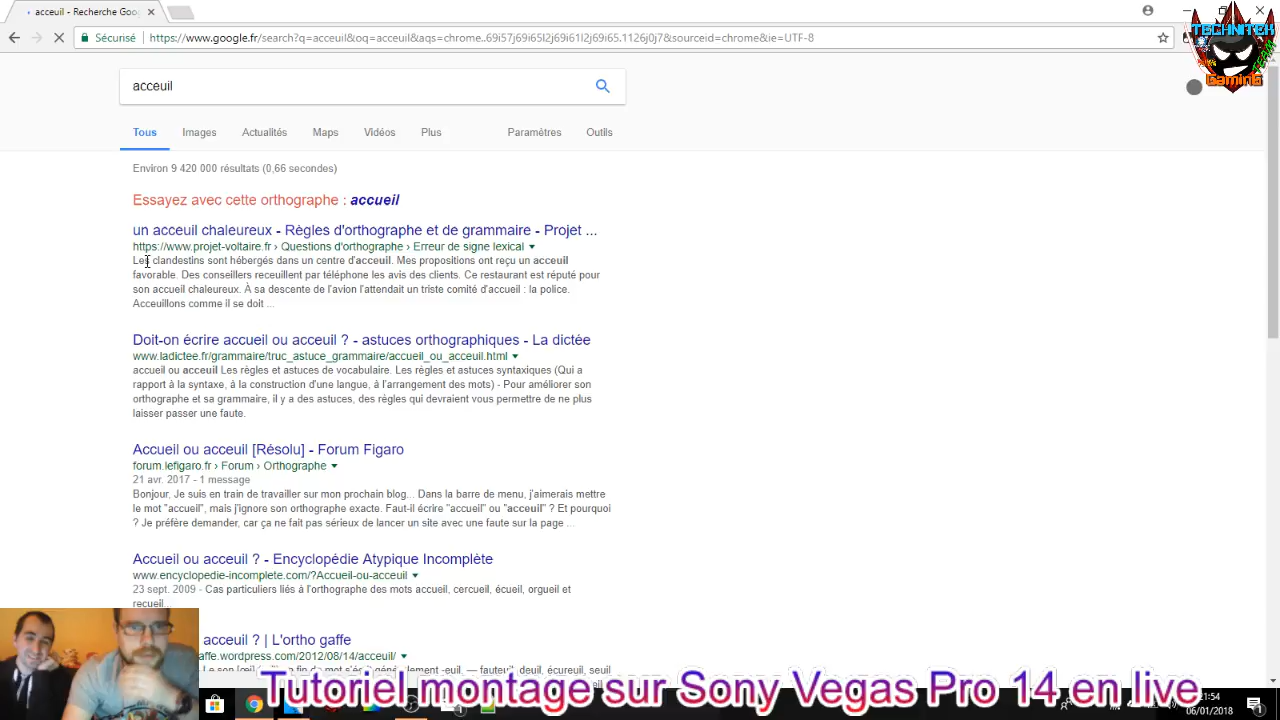 acceuil - Recherche Goo
Sécurisé
https://www.google.fr/search?q=acceuil&oq=acceuil&aqs=chrome..69i57j69i61l2j69i65.1126j0j7&sourceid=chrome&ie=UTF-8
TECHNITEK
TEAM
GaminG
acceuil
Tous Images Actualités Maps Vidéos Plus Paramètres Outils
Environ 9 420 000 résultats (0,66 secondes)
Essayez avec cette orthographe : accueil
un acceuil chaleureux - Règles d'orthographe et de grammaire - Projet ...
https://www.projet-voltaire.fr › Questions d'orthographe › Erreur de signe lexical
Les clandestins sont hébergés dans un centre d'acceuil. Mes propositions ont reçu un acceuil
favorable. Des conseillers receuillent par téléphone les avis des clients. Ce restaurant est réputé pour
son accueil chaleureux. À sa descente de l'avion l'attendait un triste comité d'accueil : la police.
Acceuillons comme il se doit ...
Doit-on écrire accueil ou acceuil ? - astuces orthographiques - La dictée
www.ladictee.fr/grammaire/truc_astuce_grammaire/accueil_ou_acceuil.html
accueil ou acceuil Les règles et astuces de vocabulaire. Les règles et astuces syntaxiques (Qui a
rapport à la syntaxe, à la construction d'une langue, à l'arrangement des mots) - Pour améliorer son
orthographe et sa grammaire, il y a des astuces, des règles qui devraient vous permettre de ne plus
laisser passer une faute.
Accueil ou acceuil [Résolu] - Forum Figaro
forum.lefigaro.fr › Forum › Orthographe
21 avr. 2017 - 1 message
Bonjour, Je suis en train de travailler sur mon prochain blog... Dans la barre de menu, j'aimerais mettre
le mot "accueil", mais j'ignore son orthographe exacte. Faut-il écrire "accueil" ou "acceuil" ? Et pourquoi
? Je préfère demander, car ça ne fait pas sérieux de lancer un site avec une faute sur la page ...
Accueil ou acceuil ? - Encyclopédie Atypique Incomplète
www.encyclopedie-incomplete.com/?Accueil-ou-acceuil
23 sept. 2009 - Cas particuliers liés à l'orthographe des mots accueil, cercueil, écueil, orgueil et
recueil...
acceuil ? | L'ortho gaffe
affe.wordpress.com/2012/08/14/acceuil/
Tutoriel montage sur Sony Vegas Pro 14 en live
21:54
06/01/2018